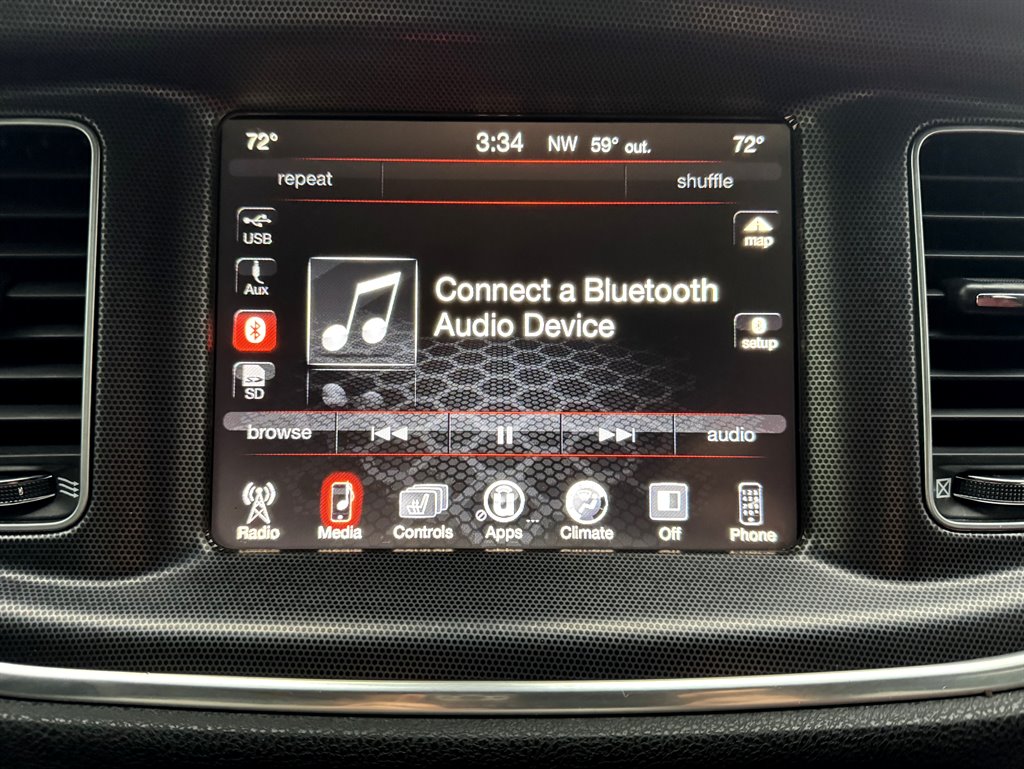 72° 3:34 NW 59° out. 72°
repeat shuffle
USB
map
Aux
Connect a Bluetooth
Audio Device
setup
SD
browse audio
Radio Media Controls Apps Climate Off Phone